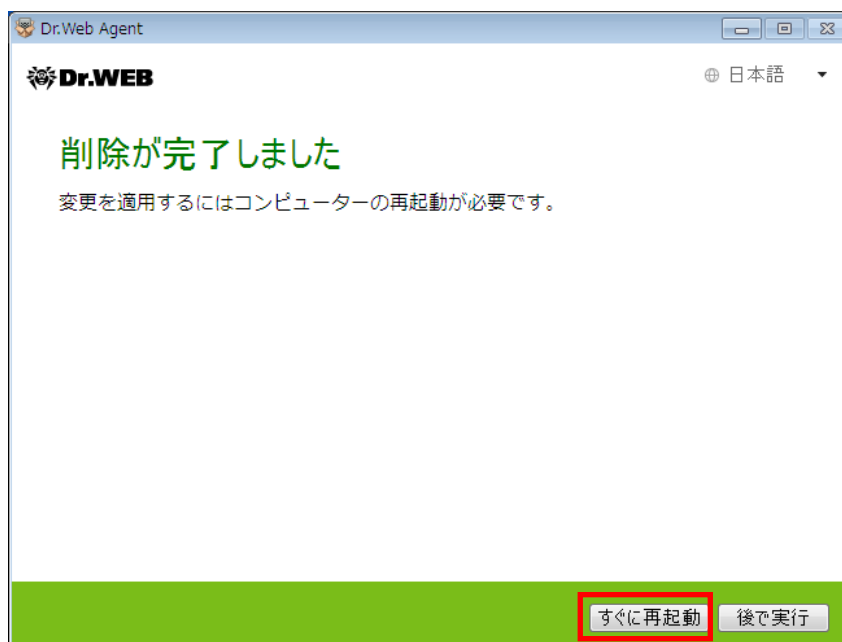 Dr.Web Agent
Dr.WEB
日本語
削除が完了しました
変更を適用するにはコンピューターの再起動が必要です。
すぐに再起動
後で実行